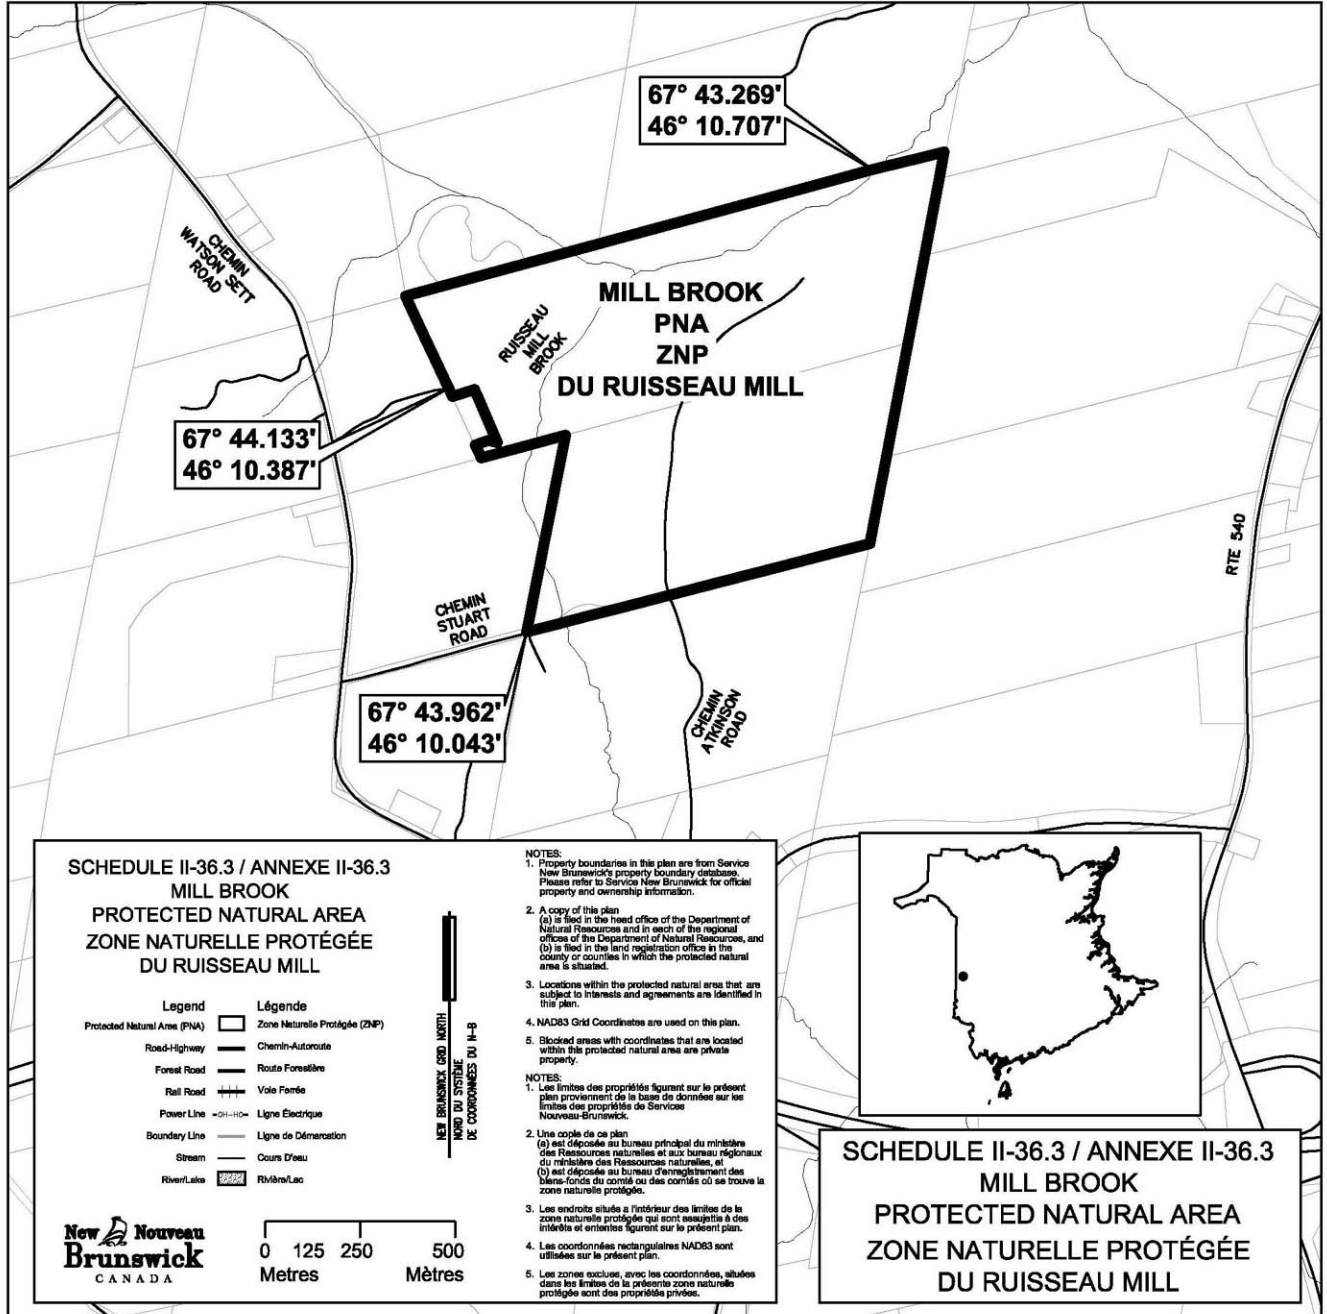 67° 43.269'
46° 10.707'
CHEMIN
WATSON SETT
ROAD
MILL BROOK
PNA
ZNP
DU RUISSEAU MILL
RUISSEAU
MILL
BROOK
67° 44.133'
46° 10.387'
RTE 540
CHEMIN
STUART
ROAD
67° 43.962'
46° 10.043'
CHEMIN
ATKINSON
ROAD
SCHEDULE II-36.3 / ANNEXE II-36.3
MILL BROOK
PROTECTED NATURAL AREA
ZONE NATURELLE PROTÉGÉE
DU RUISSEAU MILL
Legend Légende
Protected Natural Area (PNA) Zone Naturelle Protégée (ZNP)
Road-Highway Chemin-Autoroute
Forest Road Route Forestière
Rail Road Voie Ferrée
Power Line -OH-HO- Ligne Électrique
Boundary Line Ligne de Démarcation
Stream Cours D'eau
River/Lake Rivière/Lac
NEW BRUNSWICK GRID NORTH
NORD DU SYSTÈME
DE COORDONNÉES DU N-B
New Nouveau
Brunswick
CANADA
0 125 250 500
Metres Mètres
NOTES:
1. Property boundaries in this plan are from Service
New Brunswick's property boundary database.
Please refer to Service New Brunswick for official
property and ownership information.
2. A copy of this plan
(a) is filed in the head office of the Department of
Natural Resources and in each of the regional
offices of the Department of Natural Resources, and
(b) is filed in the land registration office in the
county or counties in which the protected natural
area is situated.
3. Locations within the protected natural area that are
subject to interests and agreements are identified in
this plan.
4. NAD83 Grid Coordinates are used on this plan.
5. Blocked areas with coordinates that are located
within this protected natural area are private
property.
NOTES:
1. Les limites des propriétés figurant sur le présent
plan proviennent de la base de données sur les
limites des propriétés de Services
Nouveau-Brunswick.
2. Une copie de ce plan
(a) est déposée au bureau principal du ministère
des Ressources naturelles et aux bureau régionaux
du ministère des Ressources naturelles, et
(b) est déposée au bureau d'enregistrement des
biens-fonds du comté ou des comtés où se trouve la
zone naturelle protégée.
3. Les endroits situés a l'intérieur des limites de la
zone naturelle protégée qui sont assujettis à des
intérêts et ententes figurent sur le présent plan.
4. Les coordonnées rectangulaires NAD83 sont
utilisées sur le présent plan.
5. Les zones exclues, avec les coordonnées, situées
dans les limites de la présente zone naturelle
protégée sont des propriétés privées.
SCHEDULE II-36.3 / ANNEXE II-36.3
MILL BROOK
PROTECTED NATURAL AREA
ZONE NATURELLE PROTÉGÉE
DU RUISSEAU MILL